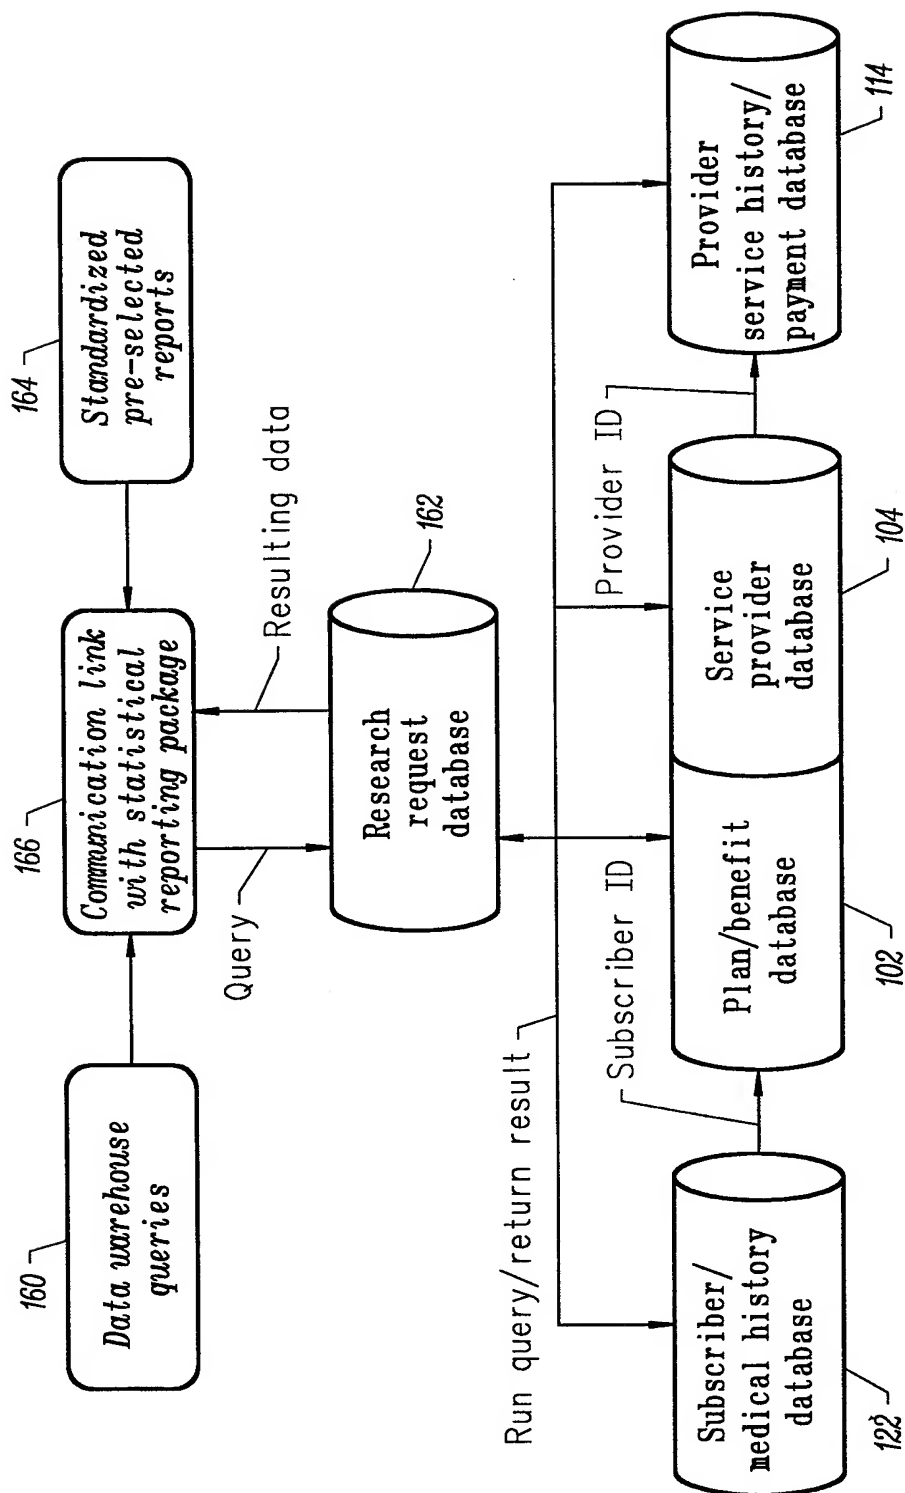 160
Data warehouse
queries
166
Communication link
with statistical
reporting package
164
Standardized
pre-selected
reports
Query
Resulting data
162
Research
request
database
Run query/return result
Subscriber ID
Provider ID
Subscriber/
medical history
database
122
Plan/benefit
database
102
Service
provider
database
104
Provider
service history/
payment database
114